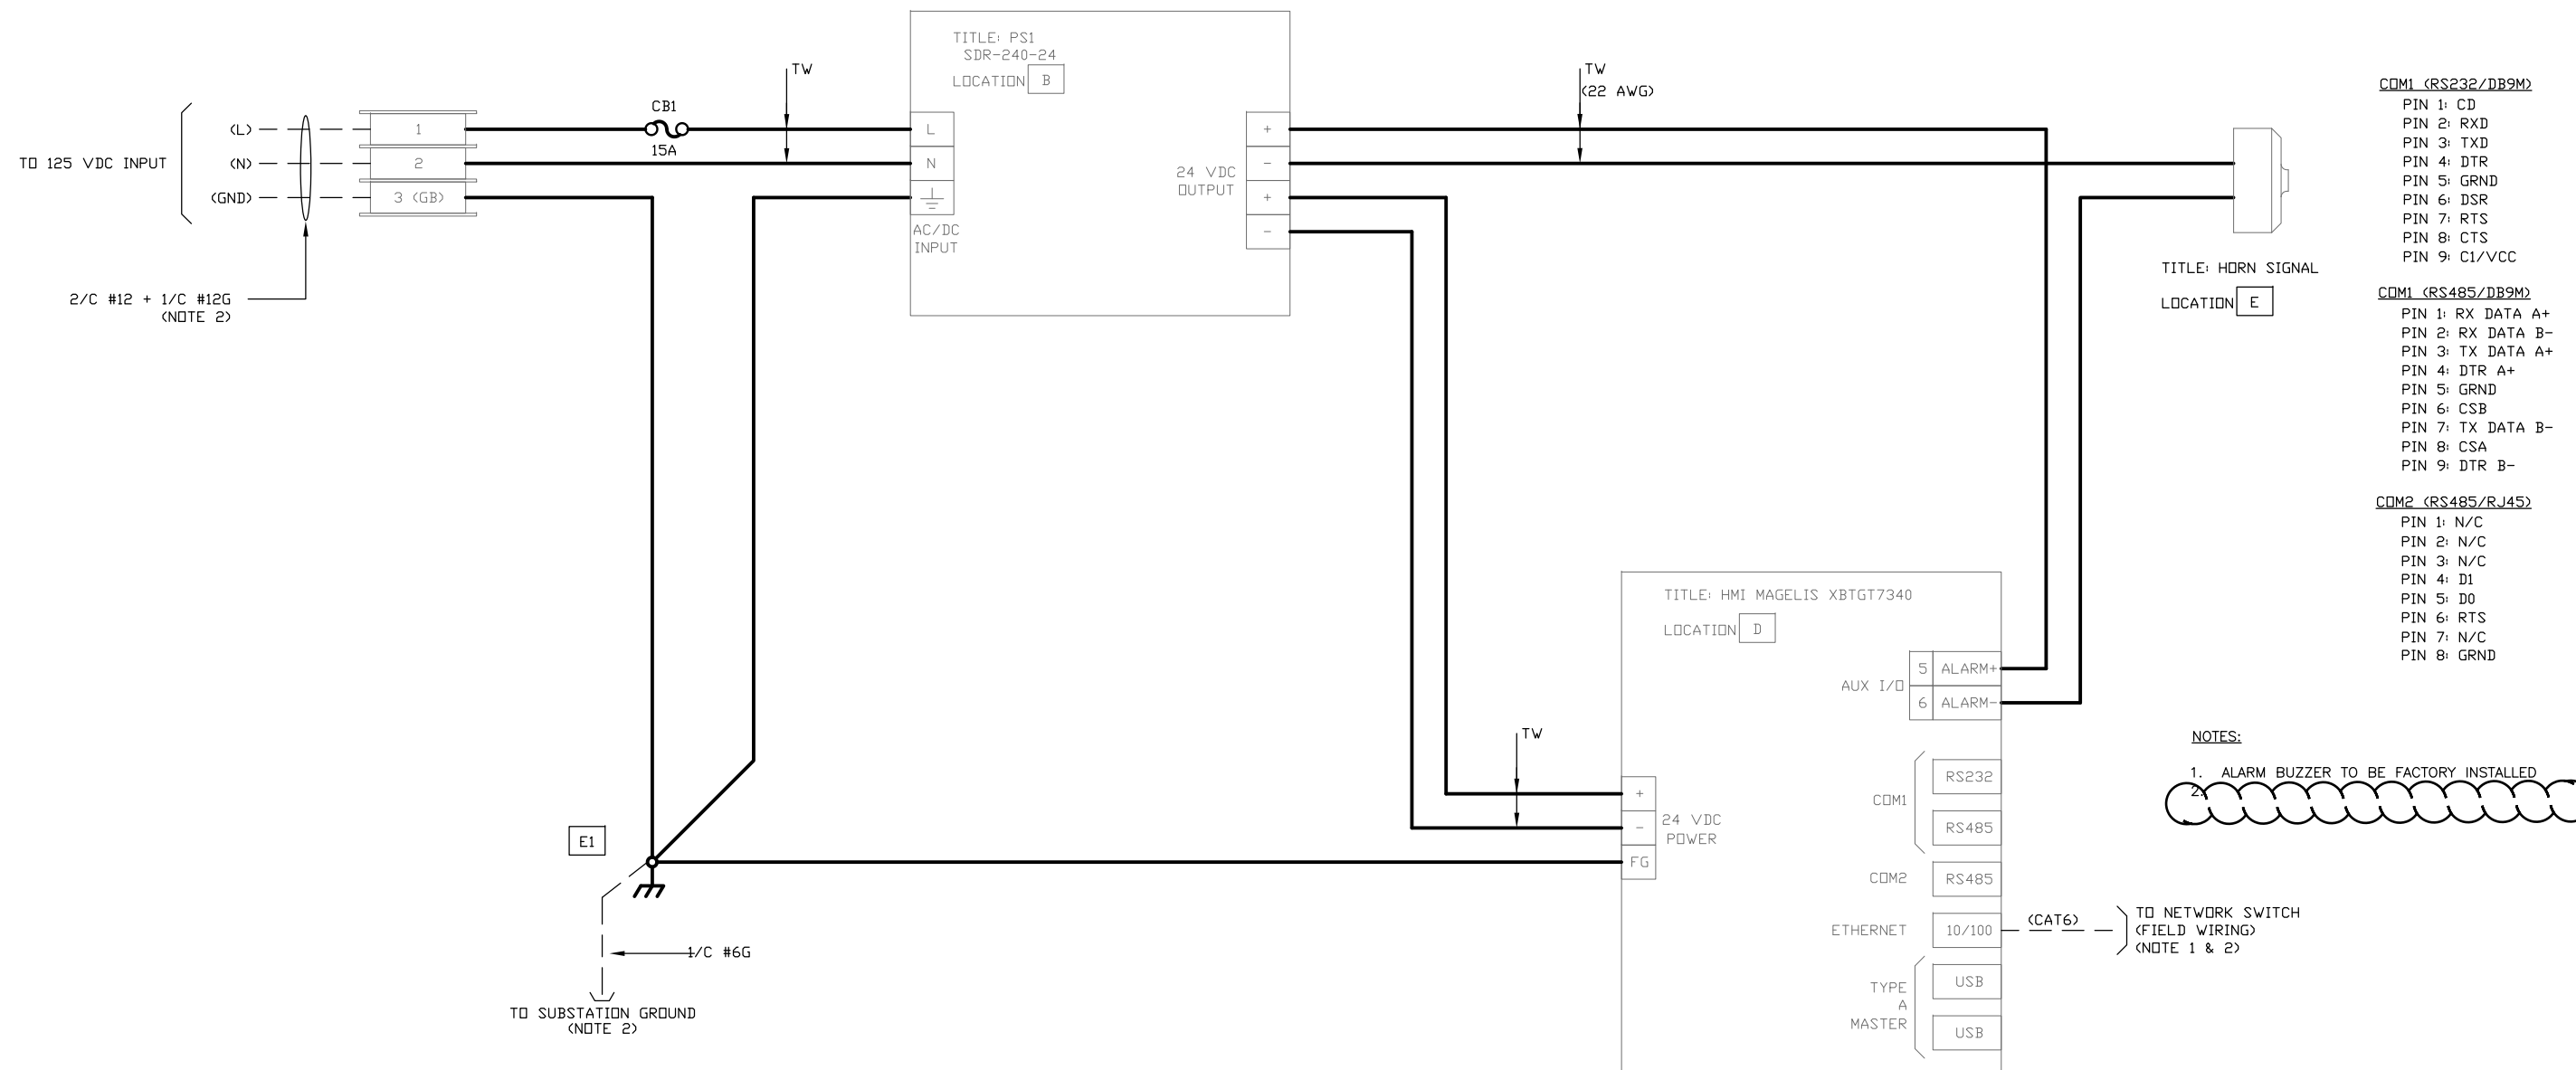 TITLE: PS1
SDR-240-24
LOCATION B
TW
CB1
15A
TO 125 VDC INPUT
(L)
(N)
(GND)
1
2
3 (GB)
2/C #12 + 1/C #12G
(NOTE 2)
L
N
AC/DC
INPUT
24 VDC
OUTPUT
+
-
+
-
TW
(22 AWG)
TITLE: HORN SIGNAL
LOCATION E
COM1 (RS232/DB9M)
PIN 1: CD
PIN 2: RXD
PIN 3: TXD
PIN 4: DTR
PIN 5: GRND
PIN 6: DSR
PIN 7: RTS
PIN 8: CTS
PIN 9: C1/VCC
COM1 (RS485/DB9M)
PIN 1: RX DATA A+
PIN 2: RX DATA B-
PIN 3: TX DATA A+
PIN 4: DTR A+
PIN 5: GRND
PIN 6: CSB
PIN 7: TX DATA B-
PIN 8: CSA
PIN 9: DTR B-
COM2 (RS485/RJ45)
PIN 1: N/C
PIN 2: N/C
PIN 3: N/C
PIN 4: D1
PIN 5: D0
PIN 6: RTS
PIN 7: N/C
PIN 8: GRND
TITLE: HMI MAGELIS XBTGT7340
LOCATION D
AUX I/O
5 ALARM+
6 ALARM-
TW
+
-
FG
24 VDC
POWER
COM1
RS232
RS485
COM2 RS485
ETHERNET 10/100
(CAT6)
TO NETWORK SWITCH
(FIELD WIRING)
(NOTE 1 & 2)
TYPE
A
MASTER
USB
USB
E1
1/C #6G
TO SUBSTATION GROUND
(NOTE 2)
NOTES:
1. ALARM BUZZER TO BE FACTORY INSTALLED
2.